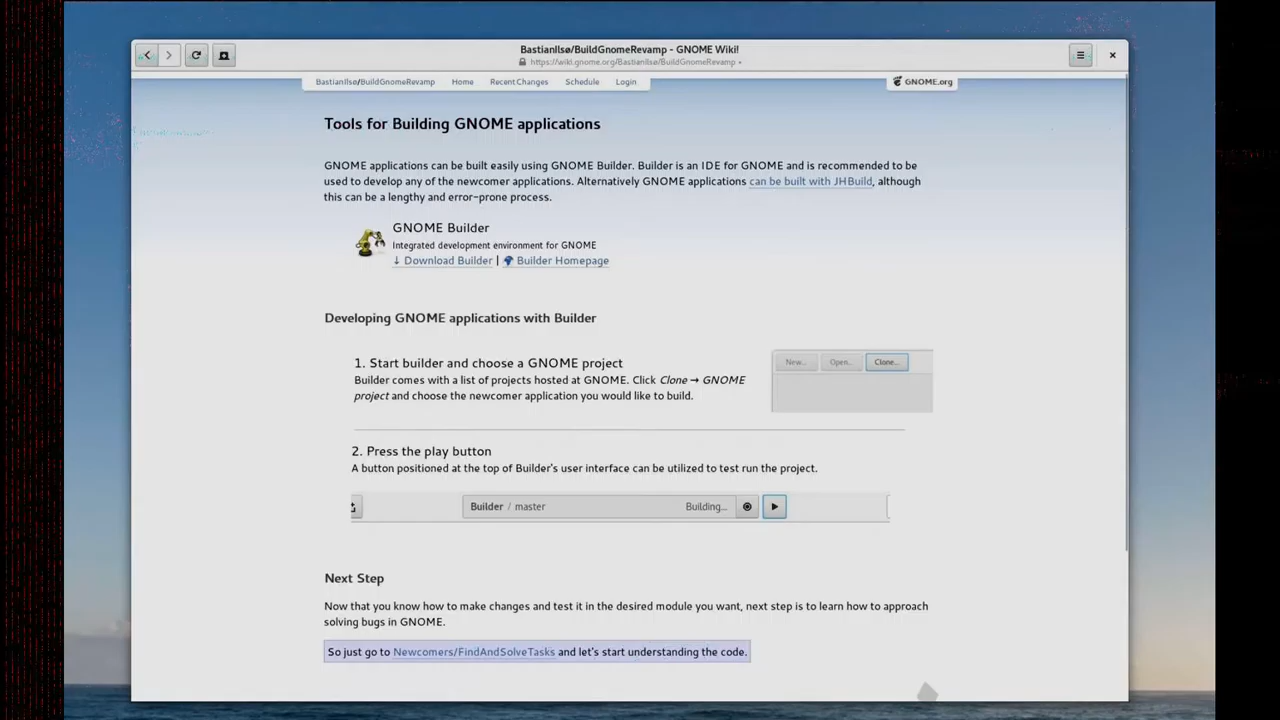 BastianIlsø/BuildGnomeRevamp - GNOME Wiki!
https://wiki.gnome.org/BastianIlsø/BuildGnomeRevamp
BastianIlsø/BuildGnomeRevamp Home Recent Changes Schedule Login GNOME.org
Tools for Building GNOME applications
GNOME applications can be built easily using GNOME Builder. Builder is an IDE for GNOME and is recommended to
used to develop any of the newcomer applications. Alternatively GNOME applications can be built with JHBuild, although
this can be a lengthy and error-prone process.
GNOME Builder
Integrated development environment for GNOME
↓ Download Builder | Builder Homepage
Developing GNOME applications with Builder
1. Start builder and choose a GNOME project
Builder comes with a list of projects hosted at GNOME. Click Clone → GNOME
project and choose the newcomer application you would like to build.
New... Open... Clone...
2. Press the play button
A button positioned at the top of Builder's user interface can be utilized to test run the project.
Builder / master Building...
Next Step
Now that you know how to make changes and test it in the desired module you want, next step is to learn how to approach
solving bugs in GNOME.
So just go to Newcomers/FindAndSolveTasks and let's start understanding the code.